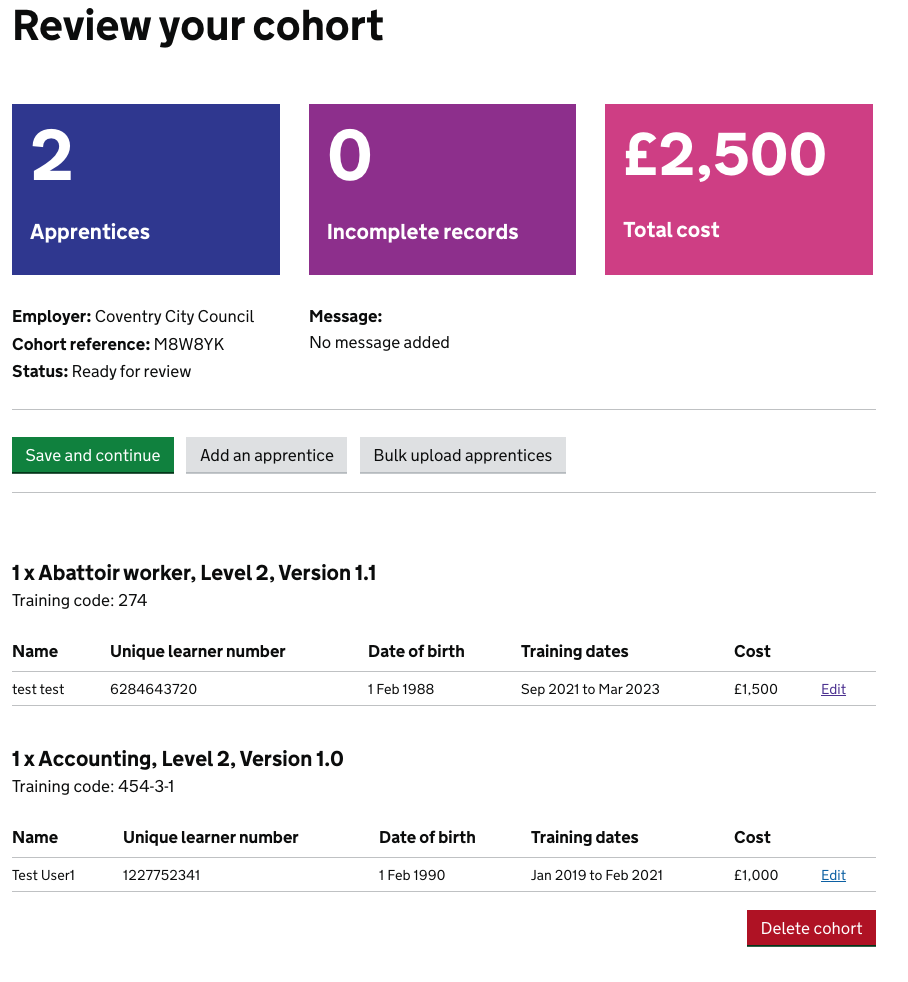 Review your cohort
2
Apprentices
0
Incomplete records
£2,500
Total cost
Employer: Coventry City Council
Cohort reference: M8W8YK
Status: Ready for review
Message:
No message added
Save and continue
Add an apprentice
Bulk upload apprentices
1 x Abattoir worker, Level 2, Version 1.1
Training code: 274
Name Unique learner number Date of birth Training dates Cost
test test 6284643720 1 Feb 1988 Sep 2021 to Mar 2023 £1,500 Edit
1 x Accounting, Level 2, Version 1.0
Training code: 454-3-1
Name Unique learner number Date of birth Training dates Cost
Test User1 1227752341 1 Feb 1990 Jan 2019 to Feb 2021 £1,000 Edit
Delete cohort